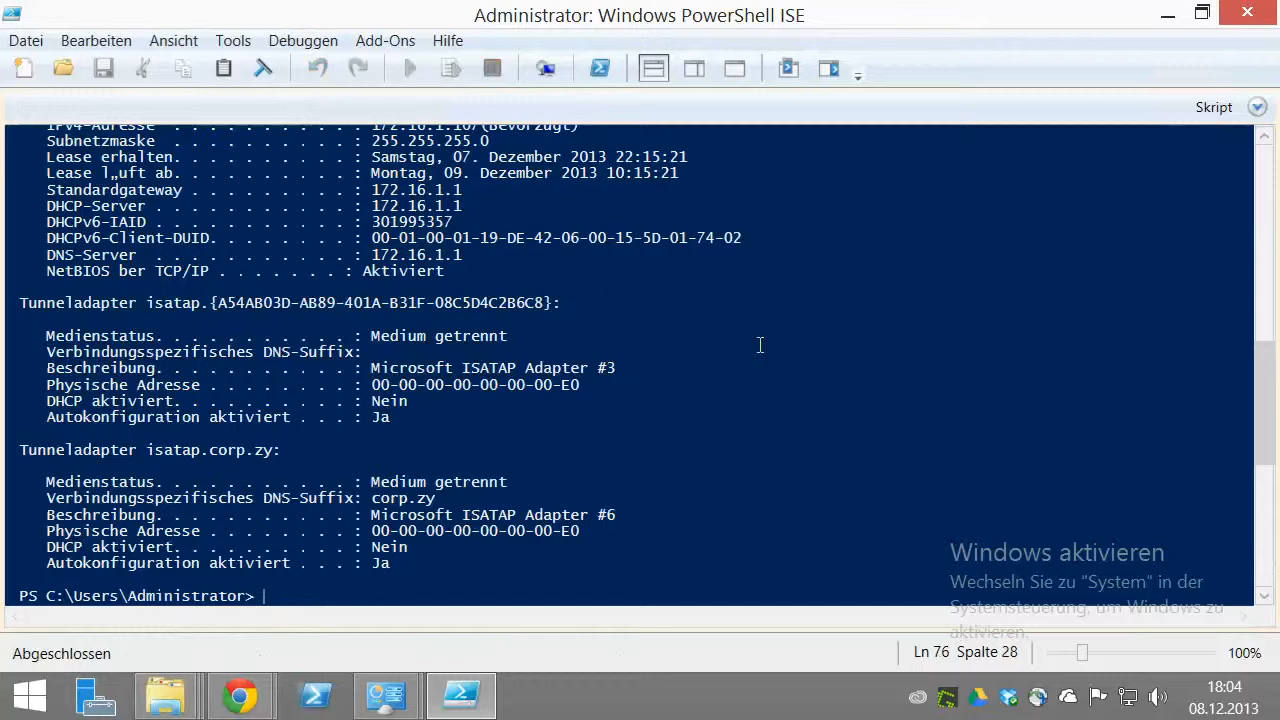 Administrator: Windows PowerShell ISE
Datei Bearbeiten Ansicht Tools Debuggen Add-Ons Hilfe
Skript
IPv4-Adresse . . . . . . . . . . : 172.16.1.107(Bevorzugt)
Subnetzmaske . . . . . . . . . . : 255.255.255.0
Lease erhalten. . . . . . . . . . : Samstag, 07. Dezember 2013 22:15:21
Lease l„uft ab. . . . . . . . . . : Montag, 09. Dezember 2013 10:15:21
Standardgateway . . . . . . . . . : 172.16.1.1
DHCP-Server . . . . . . . . . . . : 172.16.1.1
DHCPv6-IAID . . . . . . . . . . . : 301995357
DHCPv6-Client-DUID. . . . . . . . : 00-01-00-01-19-DE-42-06-00-15-5D-01-74-02
DNS-Server . . . . . . . . . . . : 172.16.1.1
NetBIOS ber TCP/IP . . . . . . . : Aktiviert
Tunneladapter isatap.{A54AB03D-AB89-401A-B31F-08C5D4C2B6C8}:
Medienstatus. . . . . . . . . . . : Medium getrennt
Verbindungsspezifisches DNS-Suffix:
Beschreibung. . . . . . . . . . . : Microsoft ISATAP Adapter #3
Physische Adresse . . . . . . . . : 00-00-00-00-00-00-00-E0
DHCP aktiviert. . . . . . . . . . : Nein
Autokonfiguration aktiviert . . . : Ja
Tunneladapter isatap.corp.zy:
Medienstatus. . . . . . . . . . . : Medium getrennt
Verbindungsspezifisches DNS-Suffix: corp.zy
Beschreibung. . . . . . . . . . . : Microsoft ISATAP Adapter #6
Physische Adresse . . . . . . . . : 00-00-00-00-00-00-00-E0
DHCP aktiviert. . . . . . . . . . : Nein
Autokonfiguration aktiviert . . . : Ja
PS C:\Users\Administrator>
Windows aktivieren
Wechseln Sie zu "System" in der
Systemsteuerung, um Windows zu
aktivieren.
Abgeschlossen
Ln 76 Spalte 28
100%
18:04
08.12.2013